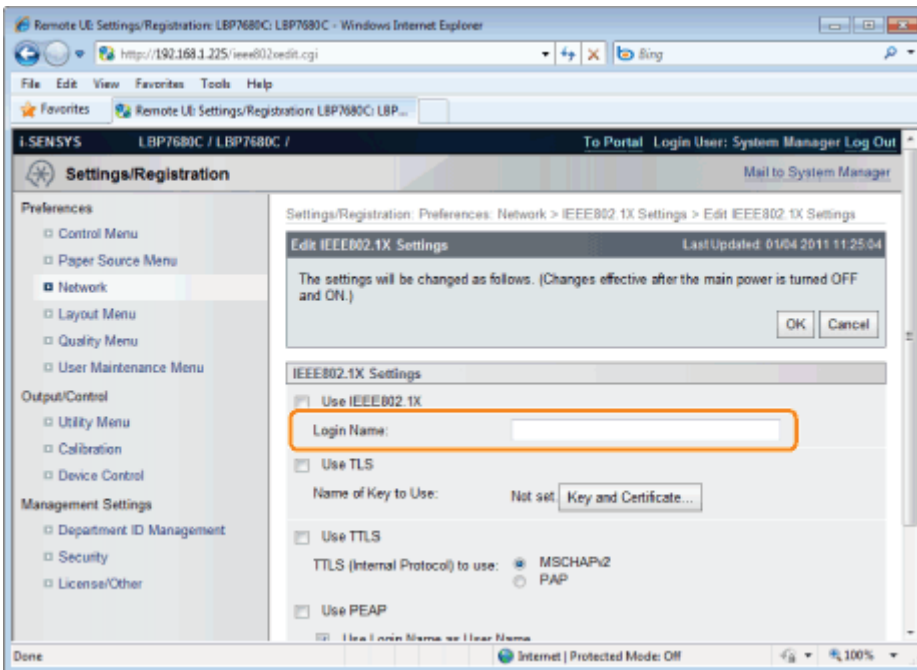 Remote UI: Settings/Registration: LBP7680C: LBP7680C - Windows Internet Explorer
http://192.168.1.225/ieee802xedit.cgi
Bing
File Edit View Favorites Tools Help
Favorites
Remote UI: Settings/Registration: LBP7680C: LBP...
i-SENSYS LBP7680C / LBP7680C / To Portal Login User: System Manager Log Out
Settings/Registration Mail to System Manager
Preferences
Control Menu
Paper Source Menu
Network
Layout Menu
Quality Menu
User Maintenance Menu
Output/Control
Utility Menu
Calibration
Device Control
Management Settings
Department ID Management
Security
License/Other
Settings/Registration: Preferences: Network > IEEE802.1X Settings > Edit IEEE802.1X Settings
Edit IEEE802.1X Settings Last Updated: 01/04 2011 11:25:04
The settings will be changed as follows. (Changes effective after the main power is turned OFF
and ON.)
OK Cancel
IEEE802.1X Settings
Use IEEE802.1X
Login Name:
Use TLS
Name of Key to Use: Not set. Key and Certificate...
Use TTLS
TTLS (Internal Protocol) to use: MSCHAPv2
PAP
Use PEAP
Use Login Name as User Name
Done Internet | Protected Mode: Off 100%